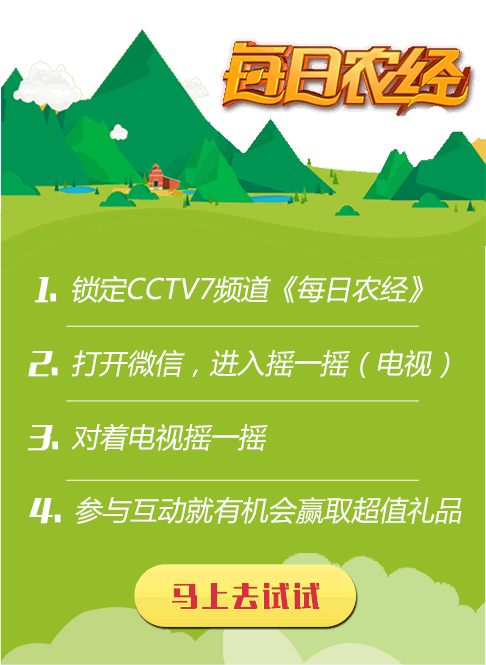 每日农经
1. 锁定CCTV7频道《每日农经》
2. 打开微信，进入摇一摇（电视）
3. 对着电视摇一摇
4. 参与互动就有机会赢取超值礼品
马上去试试